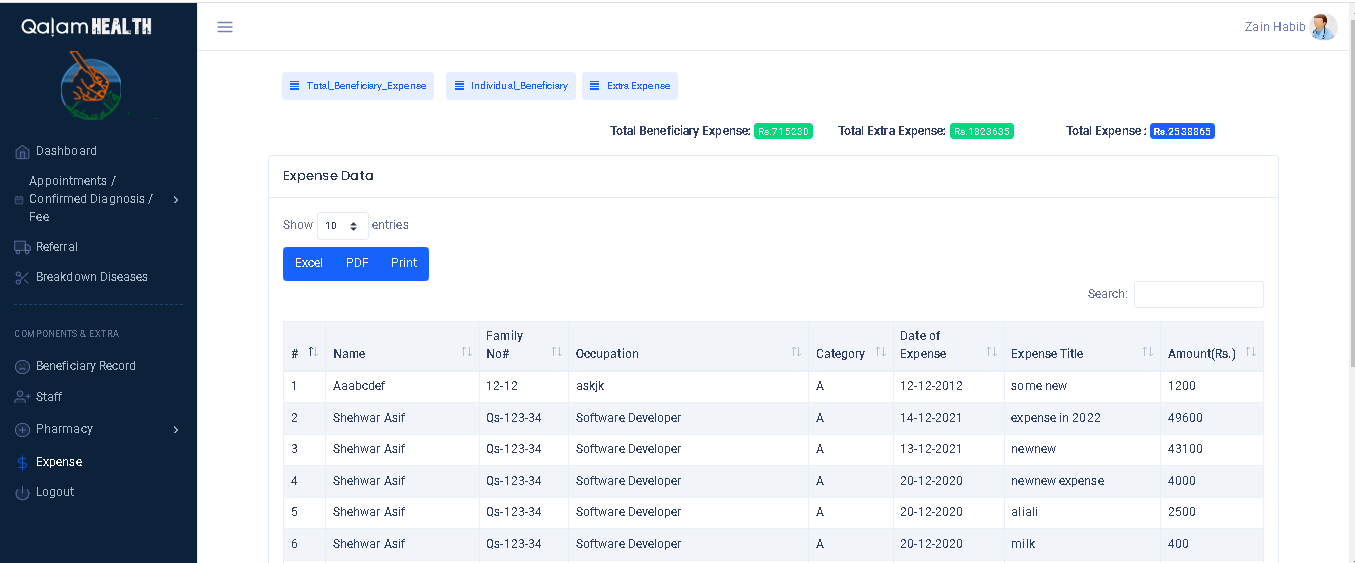 Qalam HEALTH
Zain Habib
Dashboard
Appointments /
Confirmed Diagnosis /
Fee
Referral
Breakdown Diseases
COMPONENTS & EXTRA
Beneficiary Record
Staff
Pharmacy
Expense
Logout
Total_Beneficiary_Expense Individual_Beneficiary Extra Expense
Total Beneficiary Expense: Rs.715230 Total Extra Expense: Rs.1823635 Total Expense : Rs.2538865
Expense Data
Show 10 entries
Excel PDF Print
Search:
# Name Family No# Occupation Category Date of Expense Expense Title Amount(Rs.)
1 Aaabcdef 12-12 askjk A 12-12-2012 some new 1200
2 Shehwar Asif Qs-123-34 Software Developer A 14-12-2021 expense in 2022 49600
3 Shehwar Asif Qs-123-34 Software Developer A 13-12-2021 newnew 43100
4 Shehwar Asif Qs-123-34 Software Developer A 20-12-2020 newnew expense 4000
5 Shehwar Asif Qs-123-34 Software Developer A 20-12-2020 aliali 2500
6 Shehwar Asif Qs-123-34 Software Developer A 20-12-2020 milk 400